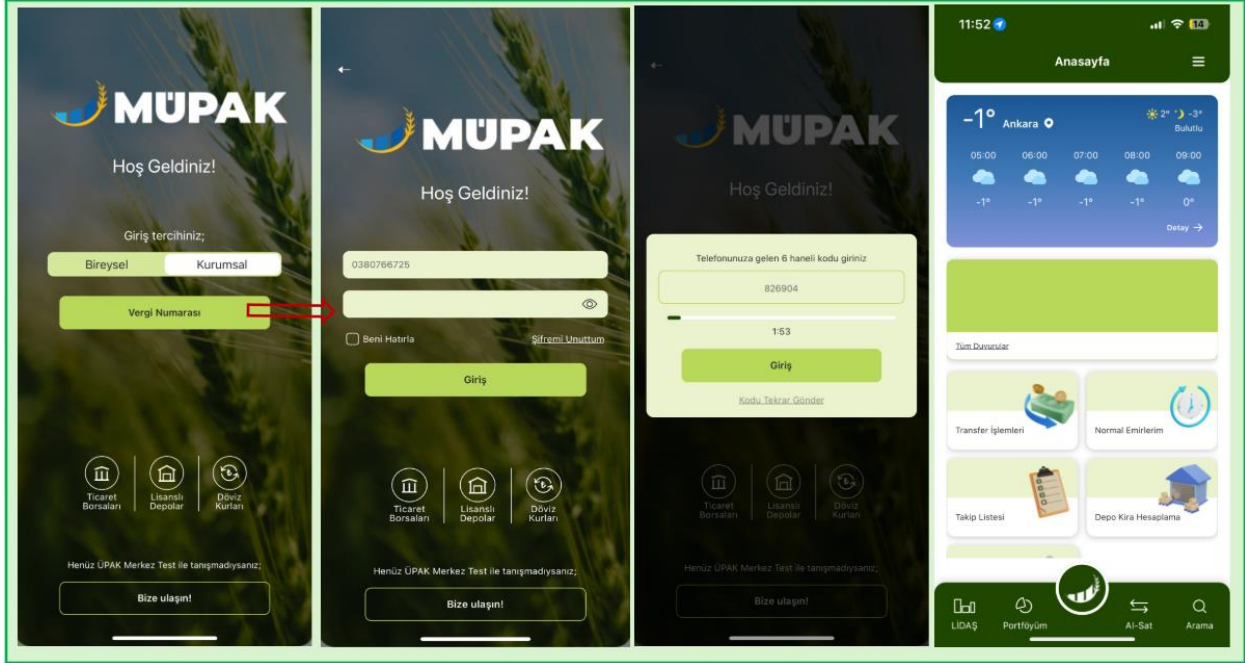 MÜPAK
Hoş Geldiniz!
Giriş tercihiniz;
Bireysel
Kurumsal
Vergi Numarası
Ticaret
Borsaları
Lisanslı
Depolar
Döviz
Kurları
Henüz ÜPAK Merkez Test ile tanışmadıysanız;
Bize ulaşın!
MÜPAK
Hoş Geldiniz!
0380766725
Beni Hatırla
Şifremi Unuttum
Giriş
Ticaret
Borsaları
Lisanslı
Depolar
Döviz
Kurları
Henüz ÜPAK Merkez Test ile tanışmadıysanız;
Bize ulaşın!
MÜPAK
Hoş Geldiniz!
Telefonunuza gelen 6 haneli kodu giriniz
826904
1:53
Giriş
Kodu Tekrar Gönder
Ticaret
Borsaları
Lisanslı
Depolar
Döviz
Kurları
Henüz ÜPAK Merkez Test ile tanışmadıysanız;
Bize ulaşın!
11:52
14
Anasayfa
-1° Ankara
2° -3°
Bulutlu
05:00 06:00 07:00 08:00 09:00
-1° -1° -1° -1° 0°
Detay →
Tüm Duyurular
Transfer İşlemleri
Normal Emirlerim
Takip Listesi
Depo Kira Hesaplama
LİDAŞ
Portföyüm
Al-Sat
Arama